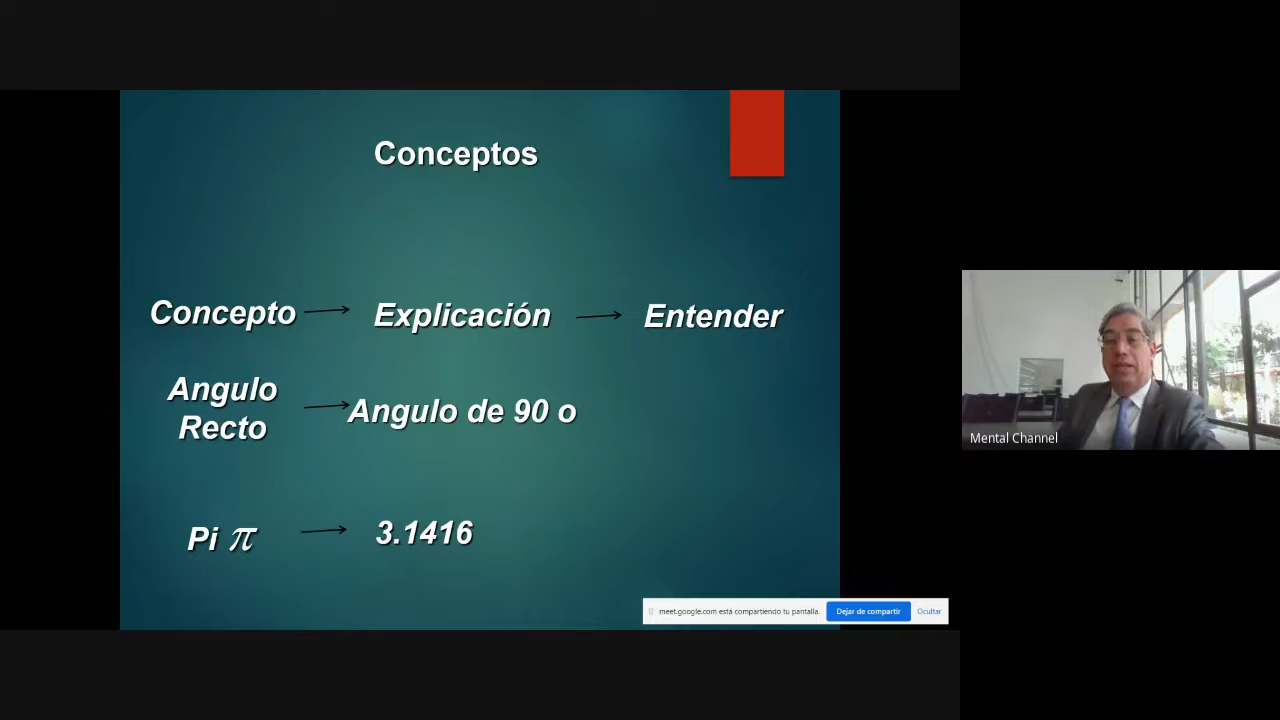 Conceptos
Concepto Explicación Entender
Angulo
Recto
Angulo de 90 o
Pi π 3.1416
Mental Channel
meet.google.com está compartiendo tu pantalla. Dejar de compartir Ocultar